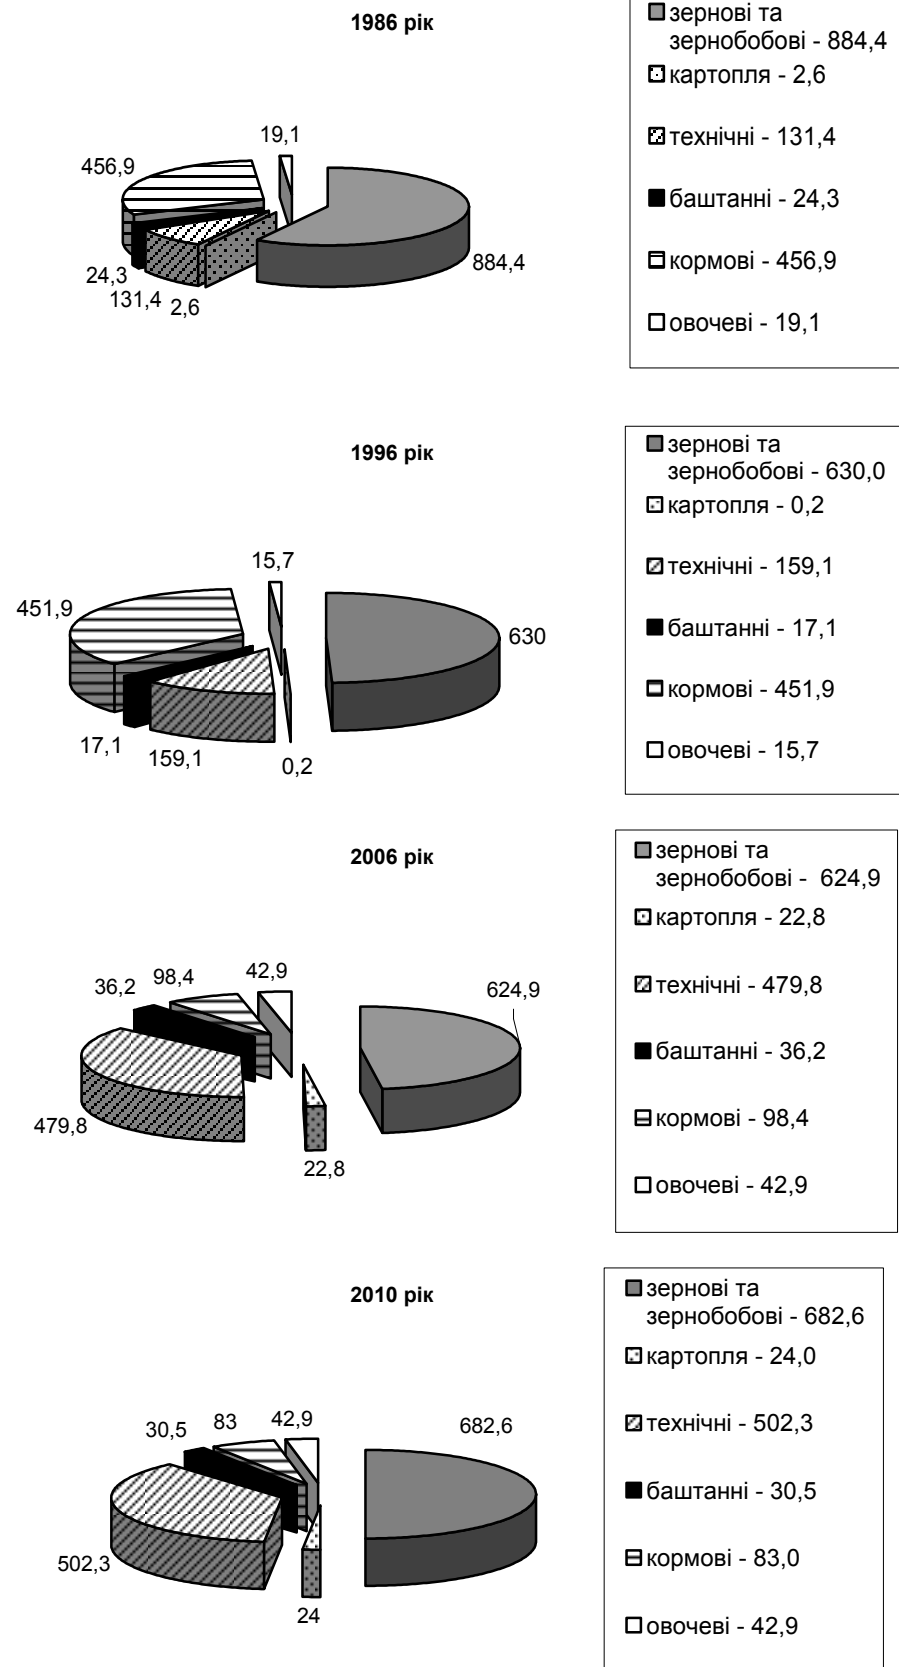 1986 рік
зернові та
зернобобові - 884,4
картопля - 2,6
технічні - 131,4
баштанні - 24,3
кормові - 456,9
овочеві - 19,1
19,1
456,9
884,4
24,3
131,4
2,6
1996 рік
зернові та
зернобобові - 630,0
картопля - 0,2
технічні - 159,1
баштанні - 17,1
кормові - 451,9
овочеві - 15,7
15,7
451,9
630
17,1
159,1
0,2
2006 рік
зернові та
зернобобові - 624,9
картопля - 22,8
технічні - 479,8
баштанні - 36,2
кормові - 98,4
овочеві - 42,9
36,2
98,4
42,9
624,9
479,8
22,8
2010 рік
зернові та
зернобобові - 682,6
картопля - 24,0
технічні - 502,3
баштанні - 30,5
кормові - 83,0
овочеві - 42,9
30,5
83
42,9
682,6
502,3
24